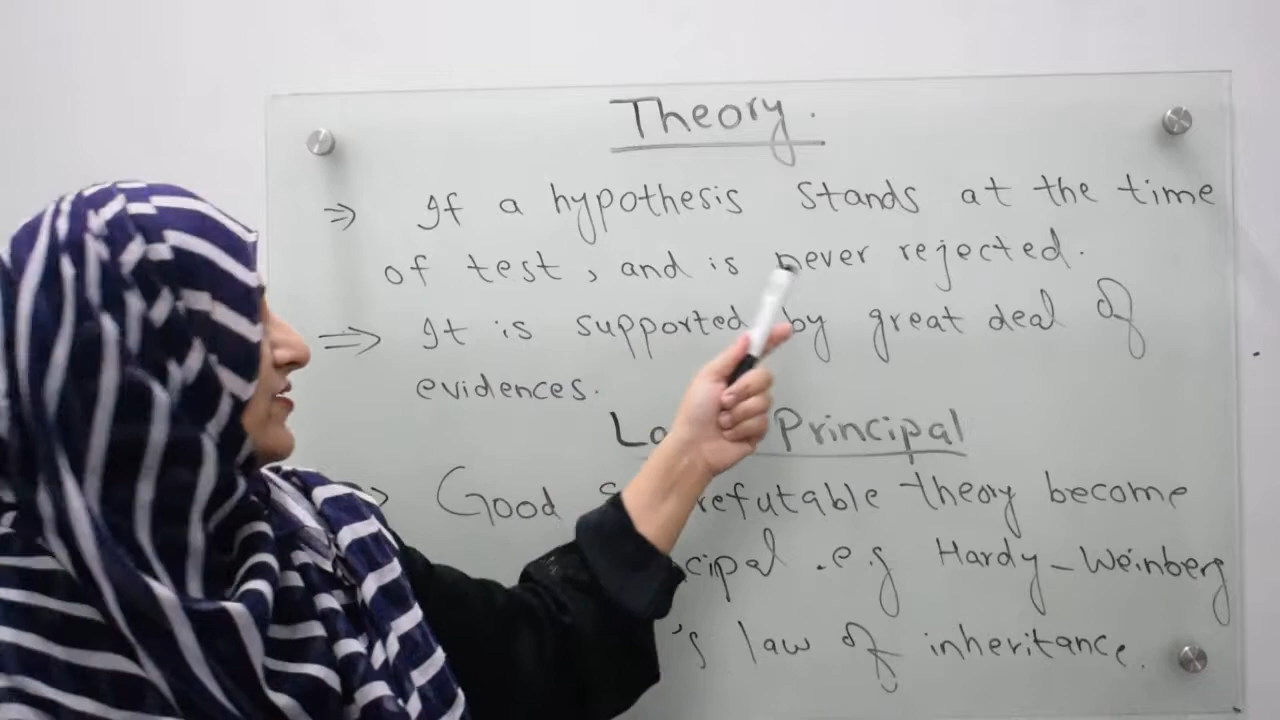 Theory.
⇒ If a hypothesis stands at the time
of test, and is never rejected.
⇒ It is supported by great deal of
evidences.
Principal
Good refutable theory become
e.g Hardy-Weinberg
's law of inheritance.